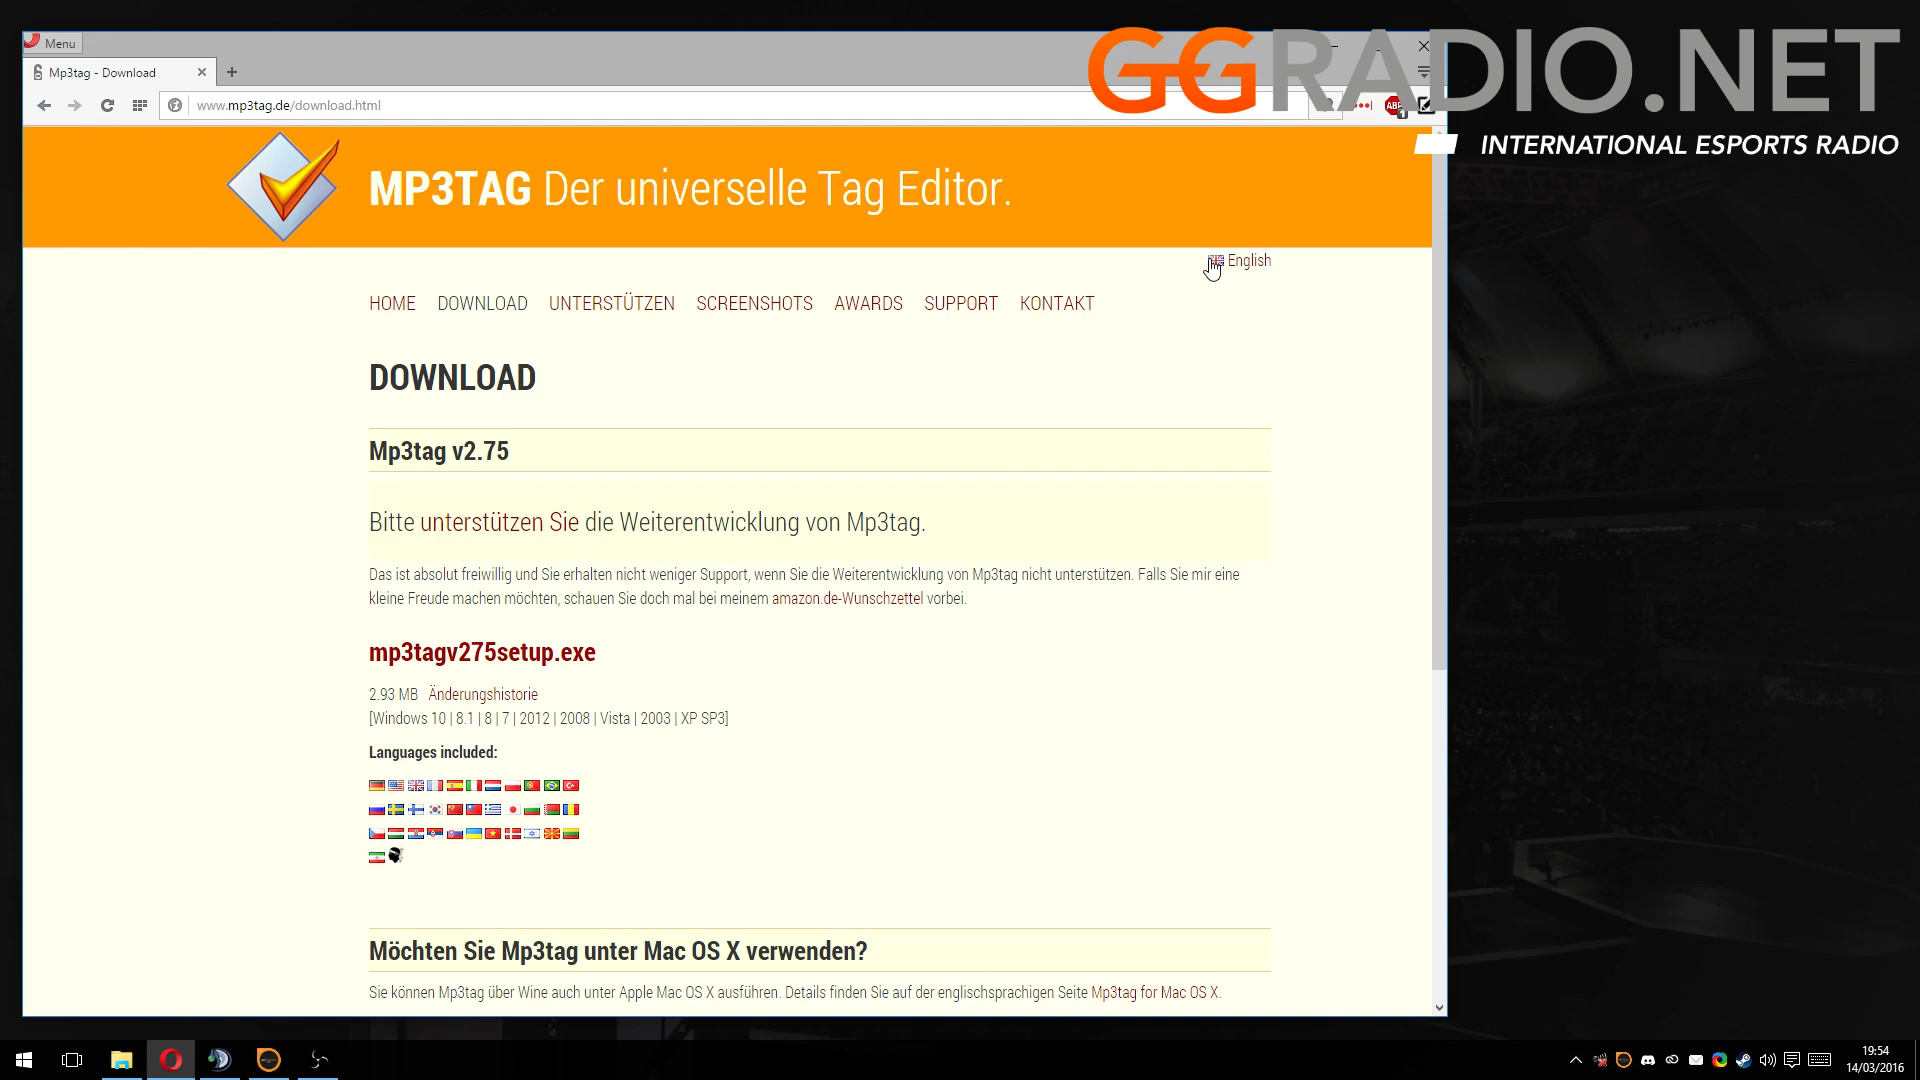 GGRADIO.NET
INTERNATIONAL ESPORTS RADIO
Menu
Mp3tag - Download
www.mp3tag.de/download.html
ABP
1
MP3TAG Der universelle Tag Editor.
English
HOME DOWNLOAD UNTERSTÜTZEN SCREENSHOTS AWARDS SUPPORT KONTAKT
DOWNLOAD
Mp3tag v2.75
Bitte unterstützen Sie die Weiterentwicklung von Mp3tag.
Das ist absolut freiwillig und Sie erhalten nicht weniger Support, wenn Sie die Weiterentwicklung von Mp3tag nicht unterstützen. Falls Sie mir eine
kleine Freude machen möchten, schauen Sie doch mal bei meinem amazon.de-Wunschzettel vorbei.
mp3tagv275setup.exe
2.93 MB Änderungshistorie
[Windows 10 | 8.1 | 8 | 7 | 2012 | 2008 | Vista | 2003 | XP SP3]
Languages included:
Möchten Sie Mp3tag unter Mac OS X verwenden?
Sie können Mp3tag über Wine auch unter Apple Mac OS X ausführen. Details finden Sie auf der englischsprachigen Seite Mp3tag for Mac OS X.
19:54
14/03/2016